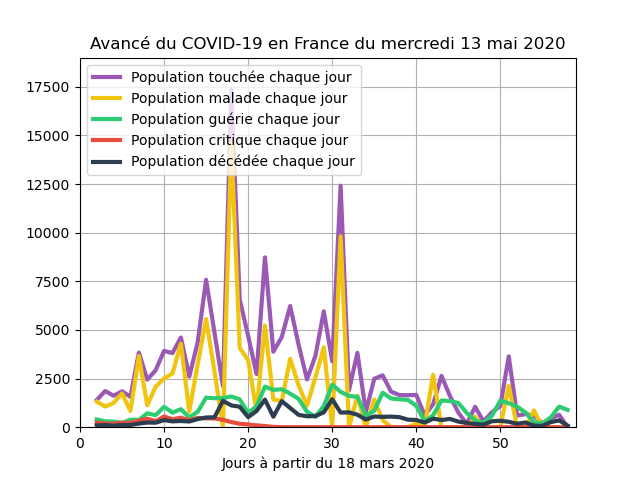 Avancé du COVID-19 en France du mercredi 13 mai 2020
Population touchée chaque jour
Population malade chaque jour
Population guérie chaque jour
Population critique chaque jour
Population décédée chaque jour
17500
15000
12500
10000
7500
5000
2500
0
0 10 20 30 40 50
Jours à partir du 18 mars 2020